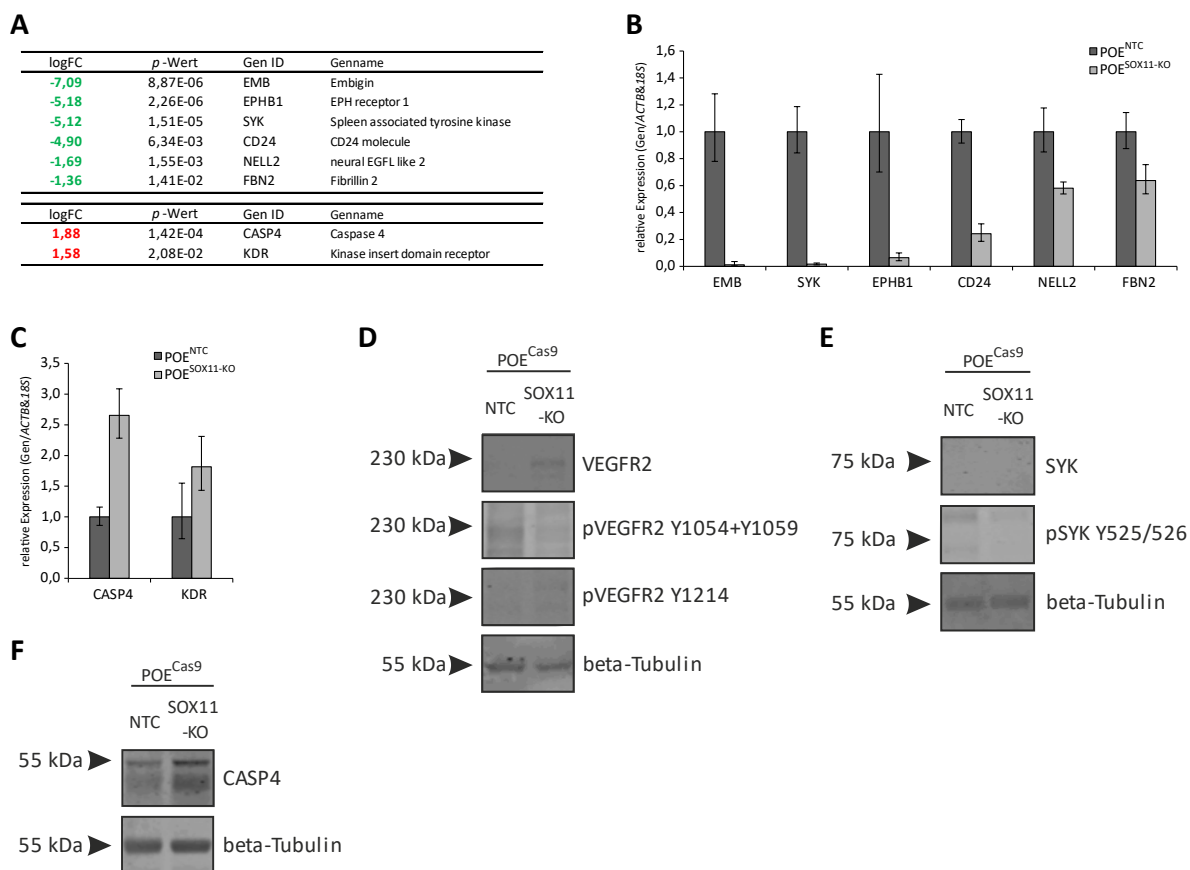 A
logFC p-Wert Gen ID Genname
-7,09 8,87E-06 EMB Embigin
-5,18 2,26E-06 EPHB1 EPH receptor 1
-5,12 1,51E-05 SYK Spleen associated tyrosine kinase
-4,90 6,34E-03 CD24 CD24 molecule
-1,69 1,55E-03 NELL2 neural EGFL like 2
-1,36 1,41E-02 FBN2 Fibrillin 2
logFC p-Wert Gen ID Genname
1,88 1,42E-04 CASP4 Caspase 4
1,58 2,08E-02 KDR Kinase insert domain receptor
B
relative Expression (Gen/ACTB&18S)
1,6
1,4
1,2
1,0
0,8
0,6
0,4
0,2
0,0
POE^NTC
POE^SOX11-KO
EMB SYK EPHB1 CD24 NELL2 FBN2
C
relative Expression (Gen/ACTB&18S)
3,5
3,0
2,5
2,0
1,5
1,0
0,5
0,0
POE^NTC
POE^SOX11-KO
CASP4 KDR
D
POE^Cas9
NTC SOX11
-KO
230 kDa VEGFR2
230 kDa pVEGFR2 Y1054+Y1059
230 kDa pVEGFR2 Y1214
55 kDa beta-Tubulin
E
POE^Cas9
NTC SOX11
-KO
75 kDa SYK
75 kDa pSYK Y525/526
55 kDa beta-Tubulin
F
POE^Cas9
NTC SOX11
-KO
55 kDa CASP4
55 kDa beta-Tubulin